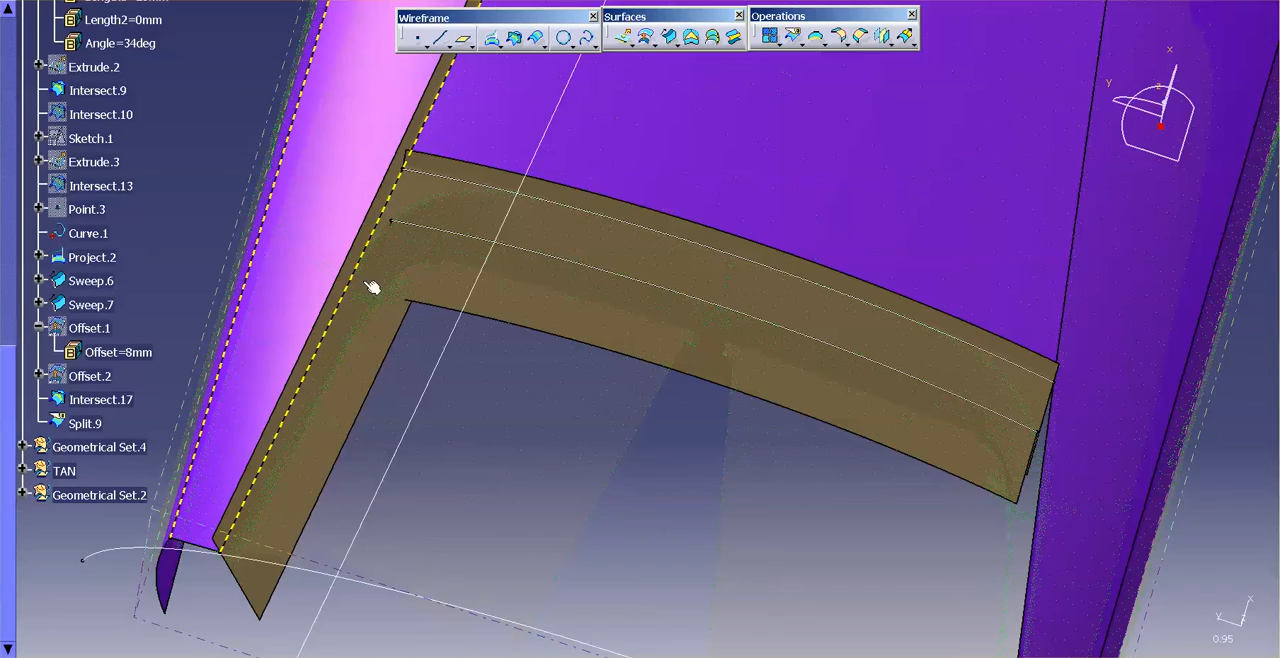 Wireframe
Surfaces
Operations
Length2=0mm
Angle=34deg
Extrude.2
Intersect.9
Intersect.10
Sketch.1
Extrude.3
Intersect.13
Point.3
Curve.1
Project.2
Sweep.6
Sweep.7
Offset.1
Offset=8mm
Offset.2
Intersect.17
Split.9
Geometrical Set.4
TAN
Geometrical Set.2
x
y
z
x
y
0.95